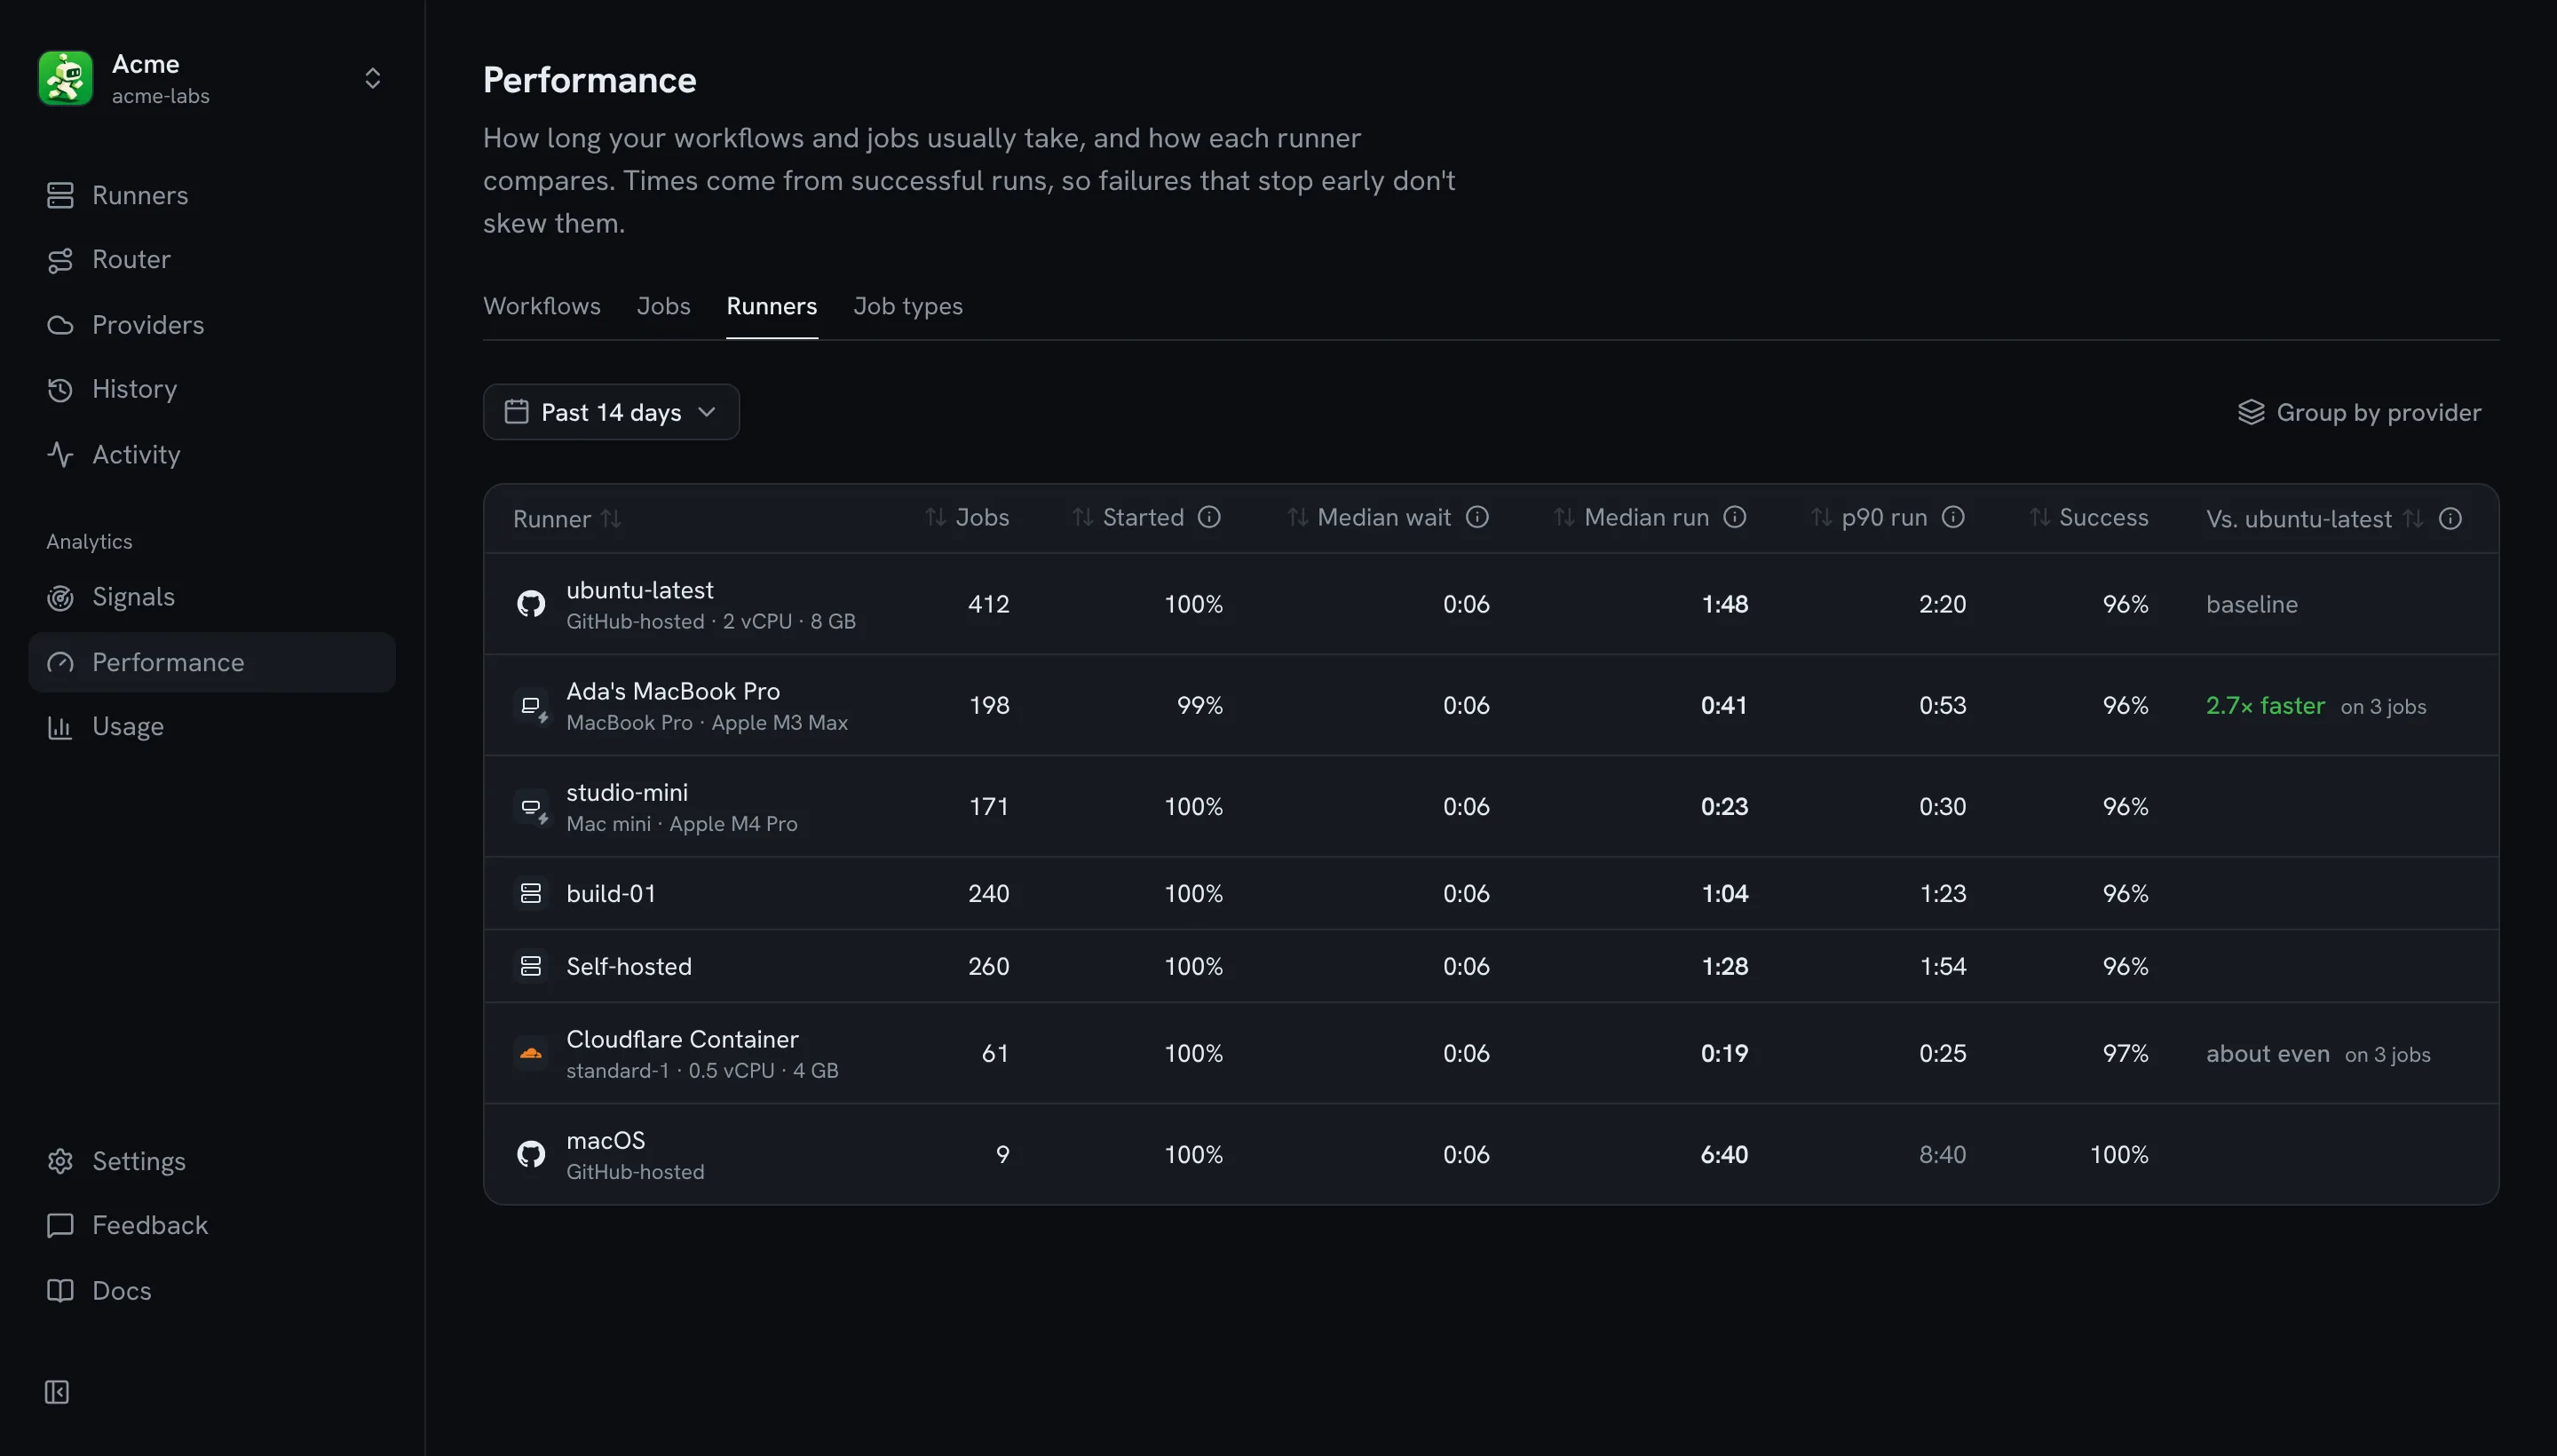 Acme
acme-labs
Runners
Router
Providers
History
Activity
Analytics
Signals
Performance
Usage
Settings
Feedback
Docs
Performance
How long your workflows and jobs usually take, and how each runner
compares. Times come from successful runs, so failures that stop early don't
skew them.
Workflows Jobs Runners Job types
Past 14 days Group by provider
Runner Jobs Started Median wait Median run p90 run Success Vs. ubuntu-latest
ubuntu-latest
GitHub-hosted · 2 vCPU · 8 GB
412 100% 0:06 1:48 2:20 96% baseline
Ada's MacBook Pro
MacBook Pro · Apple M3 Max
198 99% 0:06 0:41 0:53 96% 2.7× faster on 3 jobs
studio-mini
Mac mini · Apple M4 Pro
171 100% 0:06 0:23 0:30 96%
build-01 240 100% 0:06 1:04 1:23 96%
Self-hosted 260 100% 0:06 1:28 1:54 96%
Cloudflare Container
standard-1 · 0.5 vCPU · 4 GB
61 100% 0:06 0:19 0:25 97% about even on 3 jobs
macOS
GitHub-hosted
9 100% 0:06 6:40 8:40 100%